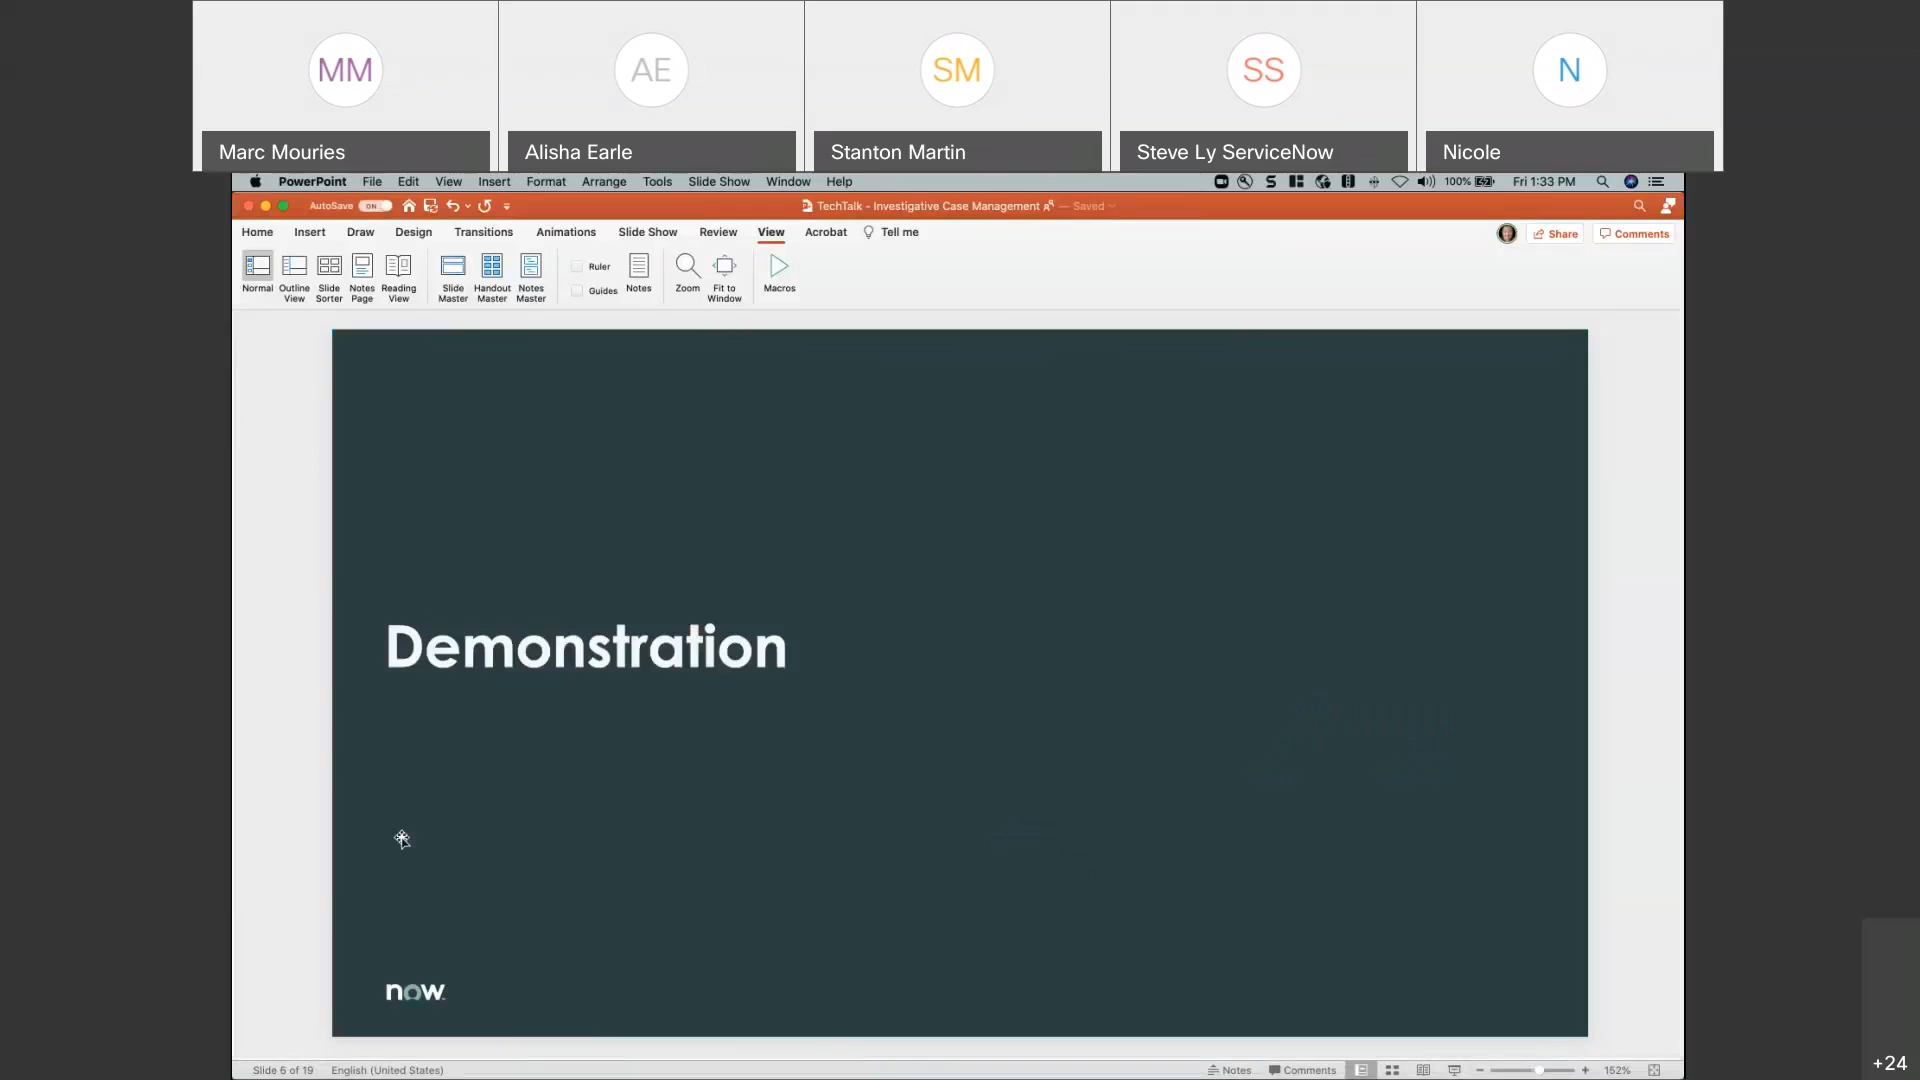 MM AE SM SS N
Marc Mouries Alisha Earle Stanton Martin Steve Ly ServiceNow Nicole
PowerPoint File Edit View Insert Format Arrange Tools Slide Show Window Help 100% Fri 1:33 PM
AutoSave ON TechTalk - Investigative Case Management — Saved
Home Insert Draw Design Transitions Animations Slide Show Review View Acrobat Tell me Share Comments
Normal Outline View Slide Sorter Notes Page Reading View Slide Master Handout Master Notes Master Ruler Guides Notes Zoom Fit to Window Macros
Demonstration
now
Slide 6 of 19 English (United States) Notes Comments 152%
+24